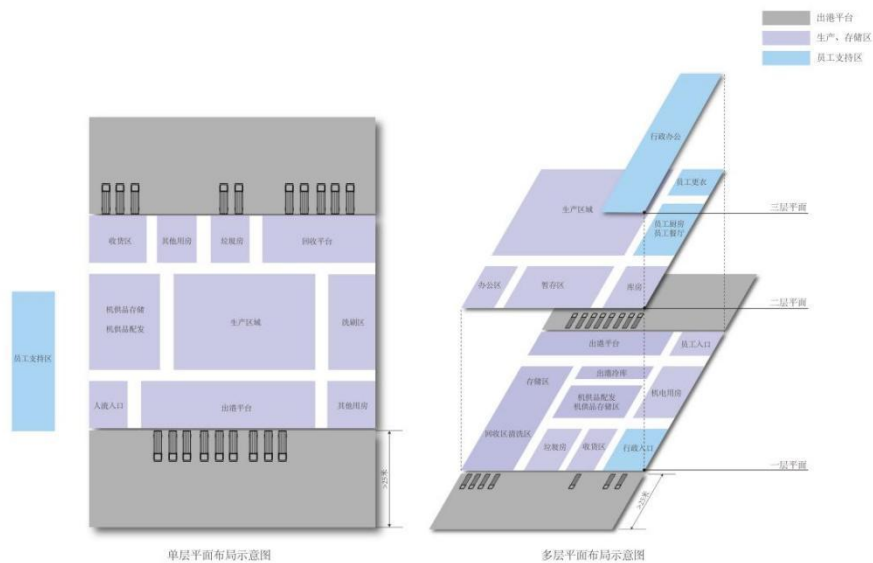 出港平台
生产，存储区
员工支持区
收货区
其他用房
垃圾房
回收平台
机供品存储
机供品配发
生产区域
洗刷区
员工支持区
人流入口
出港平台
其他用房
>25米
单层平面布局示意图
行政办公
三层平面
生产区域
员工更衣
员工厨房
员工餐厅
办公区
暂存区
库房
二层平面
出港平台
员工入口
存储区
出港冷库
机供品配发
机供品存储区
机电用房
回收区清洗区
垃圾房
收货区
行政入口
一层平面
>25米
多层平面布局示意图